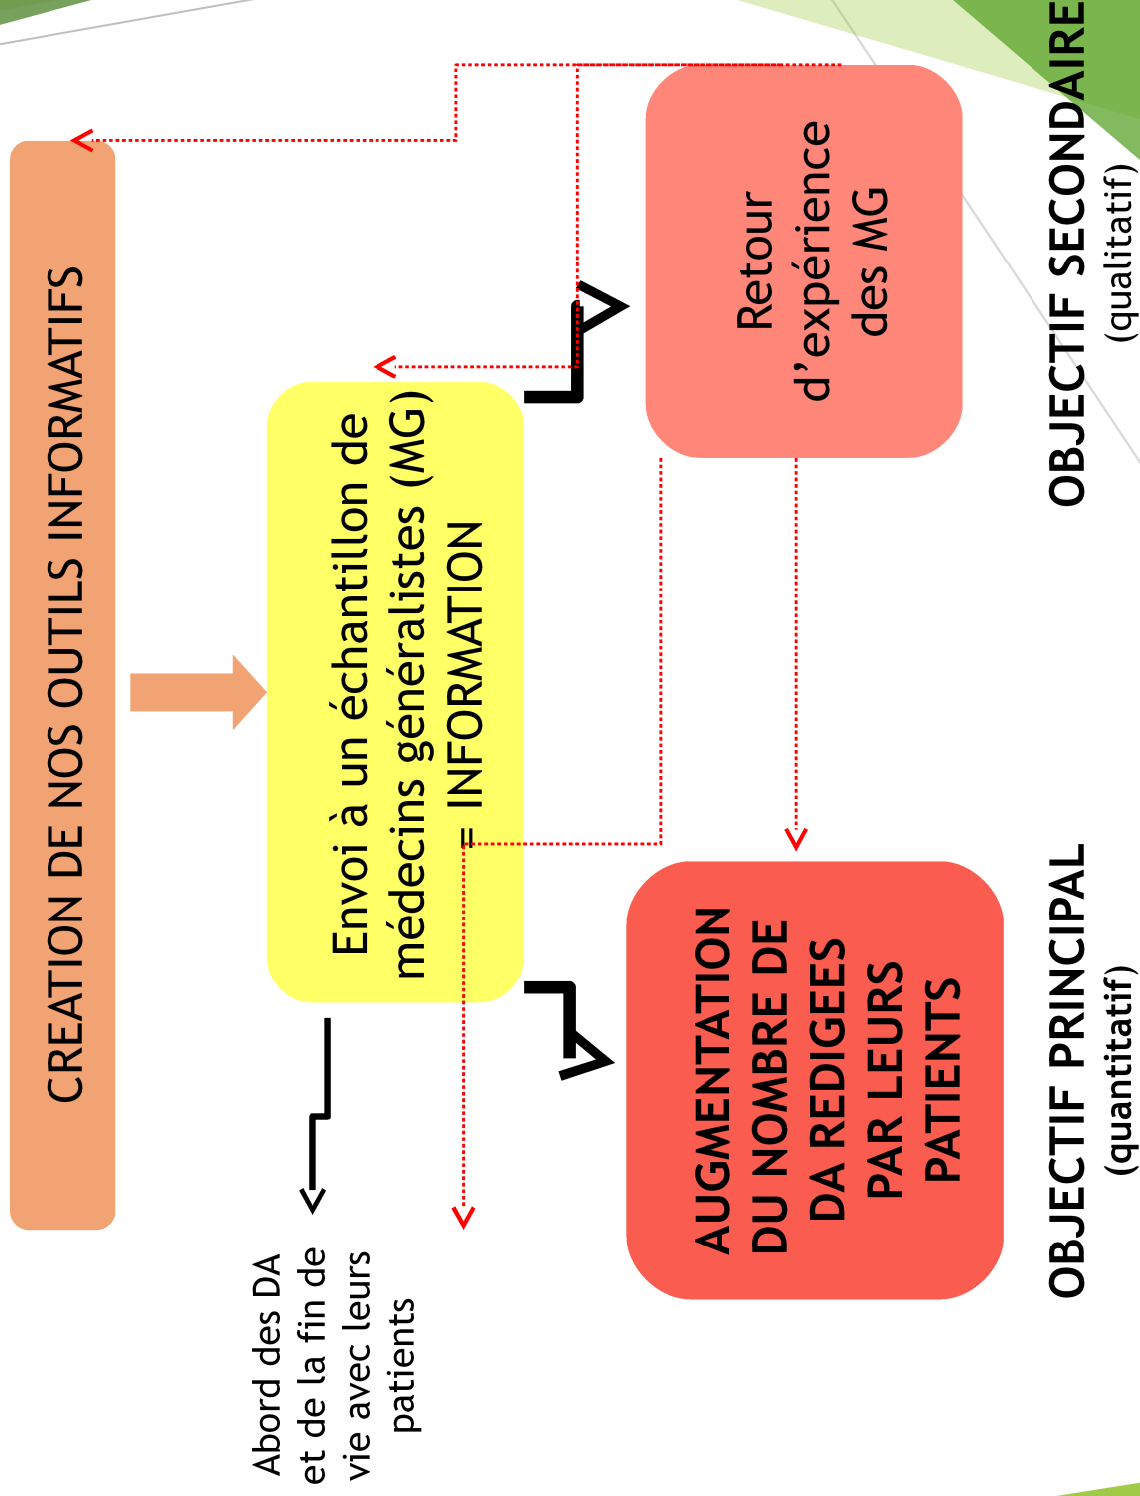 CREATION DE NOS OUTILS INFORMATIFS
Envoi à un échantillon de
médecins généralistes (MG)
= INFORMATION
Abord des DA
et de la fin de
vie avec leurs
patients
AUGMENTATION
DU NOMBRE DE
DA REDIGEES
PAR LEURS
PATIENTS
Retour
d’expérience
des MG
OBJECTIF PRINCIPAL
(quantitatif)
OBJECTIF SECONDAIRE
(qualitatif)